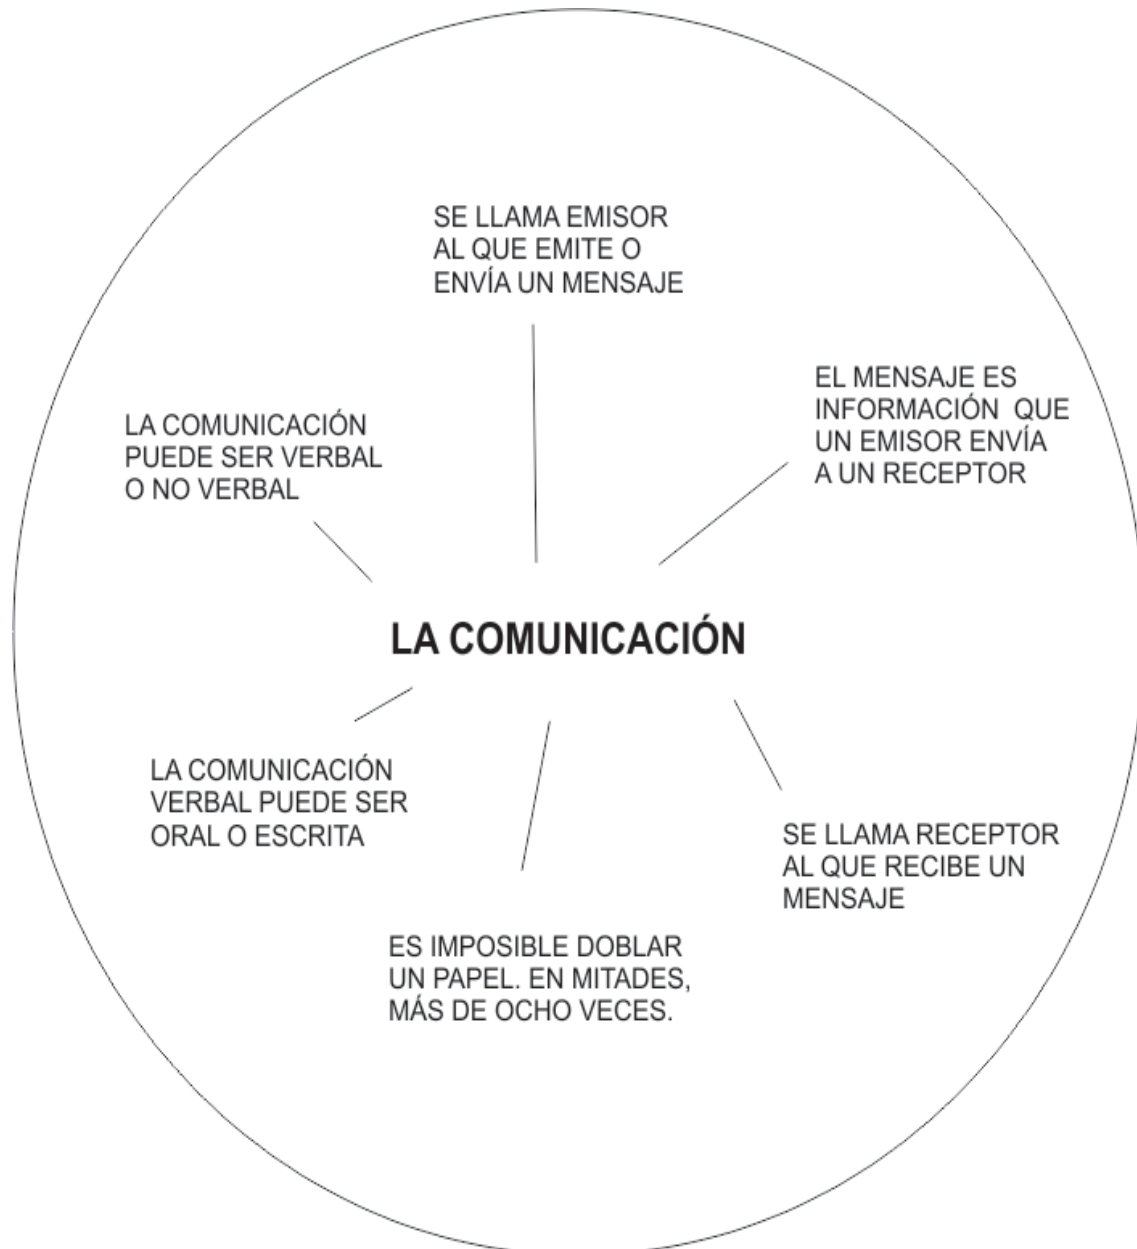 SE LLAMA EMISOR
AL QUE EMITE O
ENVÍA UN MENSAJE
EL MENSAJE ES
INFORMACIÓN QUE
UN EMISOR ENVÍA
A UN RECEPTOR
LA COMUNICACIÓN
PUEDE SER VERBAL
O NO VERBAL
LA COMUNICACIÓN
LA COMUNICACIÓN
VERBAL PUEDE SER
ORAL O ESCRITA
SE LLAMA RECEPTOR
AL QUE RECIBE UN
MENSAJE
ES IMPOSIBLE DOBLAR
UN PAPEL. EN MITADES,
MÁS DE OCHO VECES.